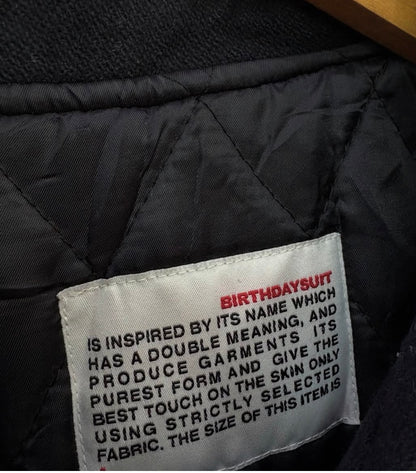 BIRTHDAYSUIT
IS INSPIRED BY ITS NAME WHICH
HAS A DOUBLE MEANING, AND
PRODUCE GARMENTS ITS
PUREST FORM AND GIVE THE
BEST TOUCH ON THE SKIN ONLY
USING STRICTLY SELECTED
FABRIC. THE SIZE OF THIS ITEM IS